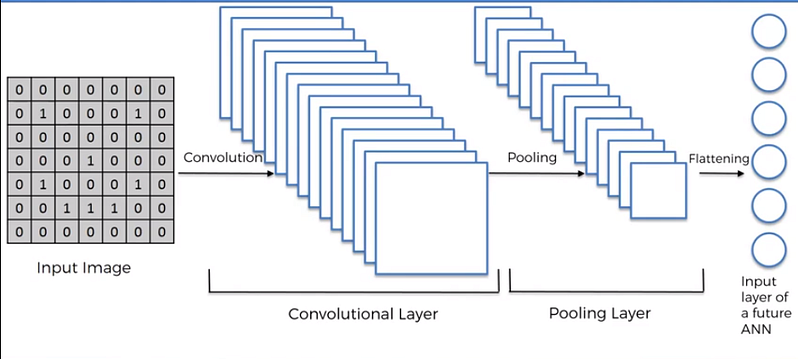 0 0 0 0 0 0 0
0 1 0 0 0 1 0
0 0 0 0 0 0 0
0 0 0 1 0 0 0
0 1 0 0 0 1 0
0 0 1 1 1 0 0
0 0 0 0 0 0 0
Input Image
Convolution
Convolutional Layer
Pooling
Pooling Layer
Flattening
Input
layer of
a future
ANN